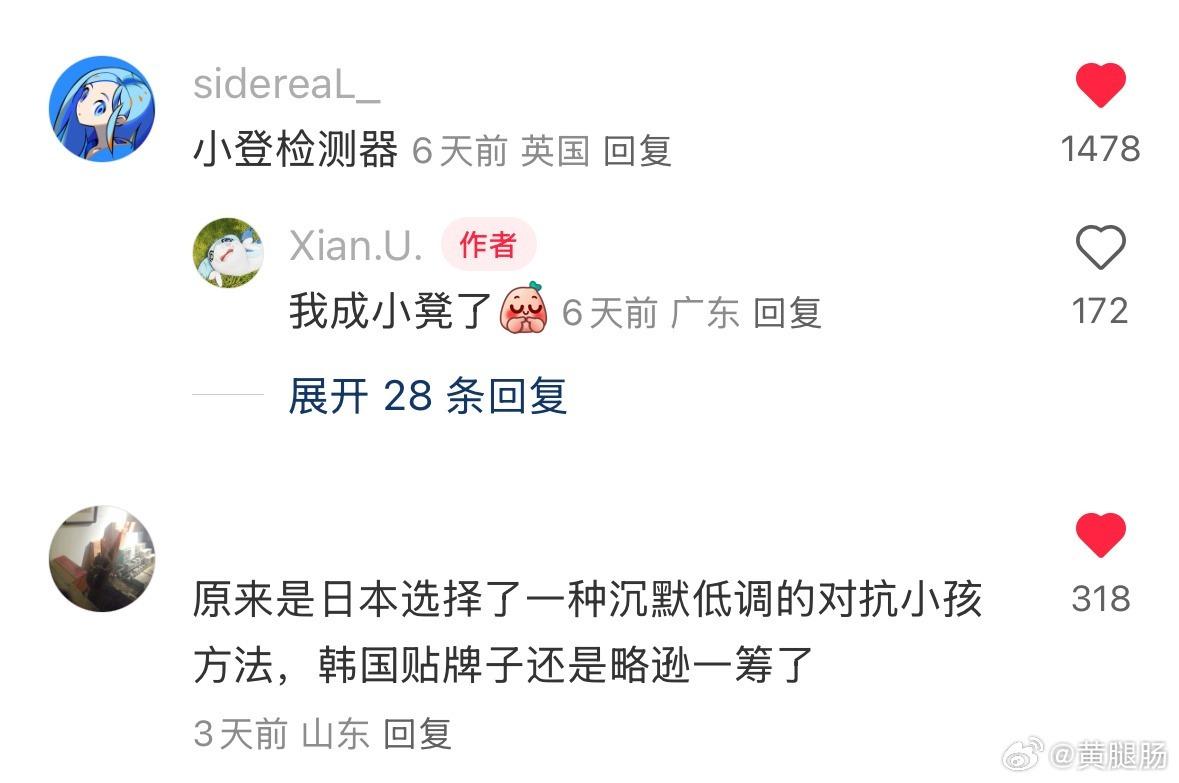 sidereaL_
小登检测器 6天前 英国 回复
1478
Xian.U. 作者
我成小凳了 6天前 广东 回复
172
展开 28 条回复
原来是日本选择了一种沉默低调的对抗小孩
方法，韩国贴牌子还是略逊一筹了
318
3天前 山东 回复
@黄腿肠